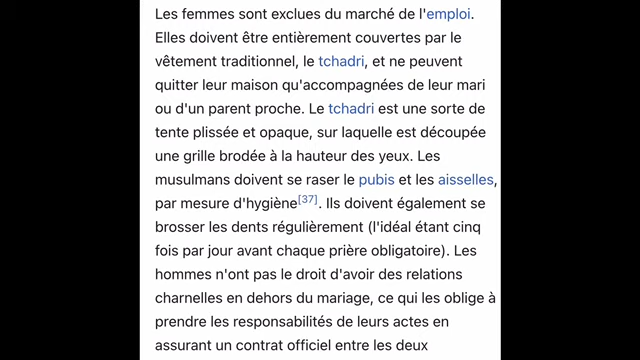 Les femmes sont exclues du marché de l'emploi.
Elles doivent être entièrement couvertes par le
vêtement traditionnel, le tchadri, et ne peuvent
quitter leur maison qu'accompagnées de leur mari
ou d'un parent proche. Le tchadri est une sorte de
tente plissée et opaque, sur laquelle est découpée
une grille brodée à la hauteur des yeux. Les
musulmans doivent se raser le pubis et les aisselles,
par mesure d'hygiène[37]. Ils doivent également se
brosser les dents régulièrement (l'idéal étant cinq
fois par jour avant chaque prière obligatoire). Les
hommes n'ont pas le droit d'avoir des relations
charnelles en dehors du mariage, ce qui les oblige à
prendre les responsabilités de leurs actes en
assurant un contrat officiel entre les deux